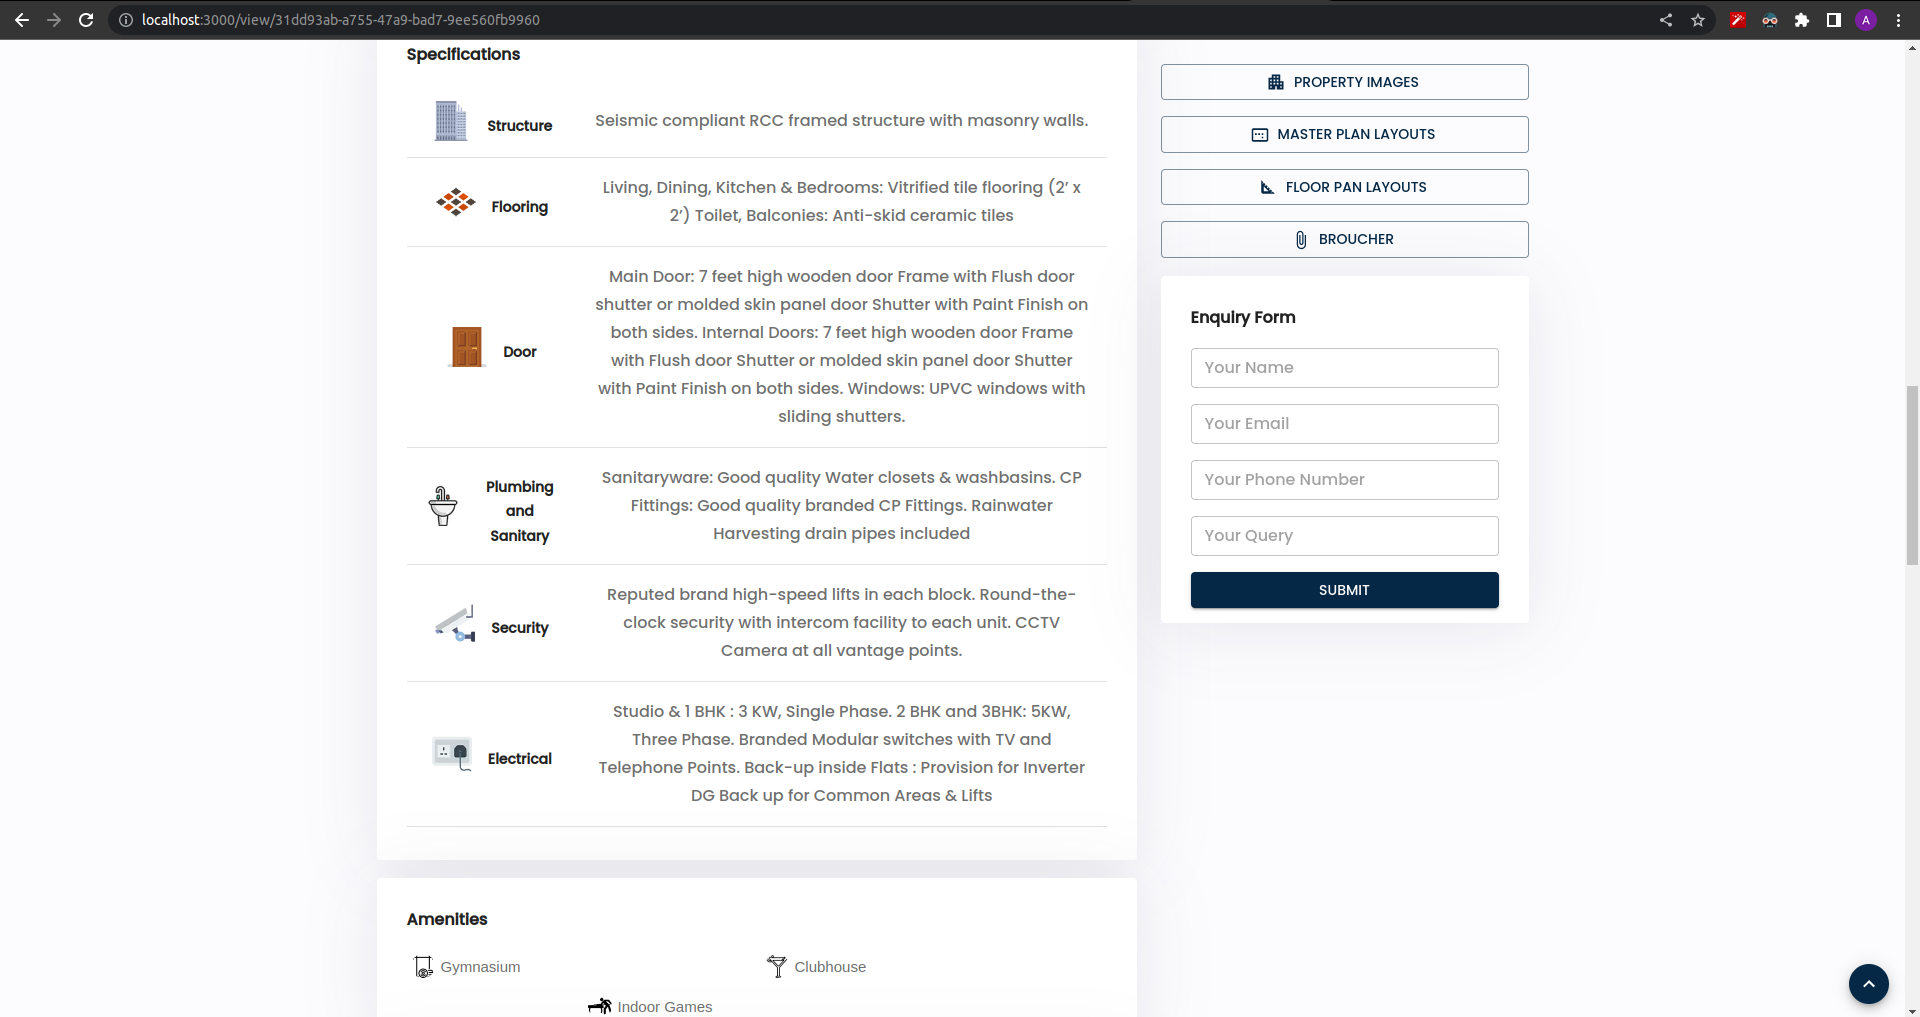 localhost:3000/view/31dd93ab-a755-47a9-bad7-9ee560fb9960
A
Specifications
Structure
Seismic compliant RCC framed structure with masonry walls.
Flooring
Living, Dining, Kitchen & Bedrooms: Vitrified tile flooring (2’ x
2’) Toilet, Balconies: Anti-skid ceramic tiles
Door
Main Door: 7 feet high wooden door Frame with Flush door
shutter or molded skin panel door Shutter with Paint Finish on
both sides. Internal Doors: 7 feet high wooden door Frame
with Flush door Shutter or molded skin panel door Shutter
with Paint Finish on both sides. Windows: UPVC windows with
sliding shutters.
Plumbing
and
Sanitary
Sanitaryware: Good quality Water closets & washbasins. CP
Fittings: Good quality branded CP Fittings. Rainwater
Harvesting drain pipes included
Security
Reputed brand high-speed lifts in each block. Round-the-
clock security with intercom facility to each unit. CCTV
Camera at all vantage points.
Electrical
Studio & 1 BHK : 3 KW, Single Phase. 2 BHK and 3BHK: 5KW,
Three Phase. Branded Modular switches with TV and
Telephone Points. Back-up inside Flats : Provision for Inverter
DG Back up for Common Areas & Lifts
Amenities
Gymnasium
Clubhouse
Indoor Games
PROPERTY IMAGES
MASTER PLAN LAYOUTS
FLOOR PAN LAYOUTS
BROUCHER
Enquiry Form
Your Name
Your Email
Your Phone Number
Your Query
SUBMIT